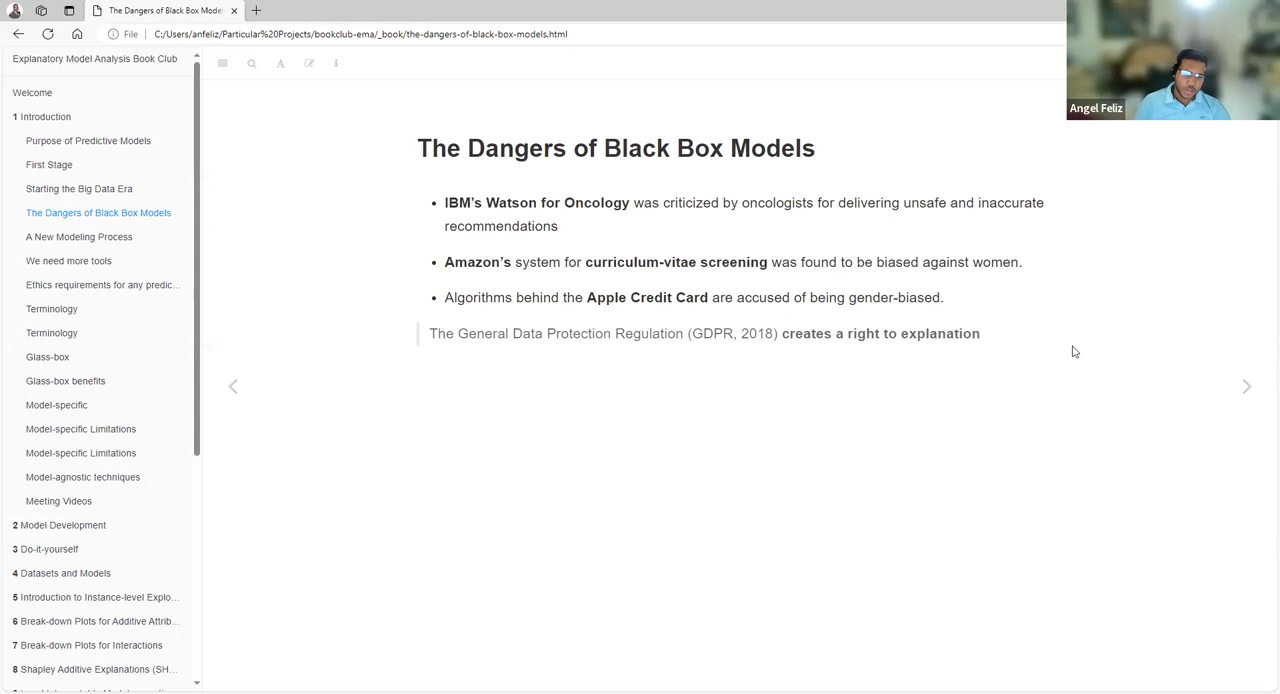 The Dangers of Black Box Model
File
C:/Users/anfeliz/Particular%20Projects/bookclub-ema/_book/the-dangers-of-black-box-models.html
Angel Feliz
Explanatory Model Analysis Book Club
Welcome
1 Introduction
Purpose of Predictive Models
First Stage
Starting the Big Data Era
The Dangers of Black Box Models
A New Modeling Process
We need more tools
Ethics requirements for any predic...
Terminology
Terminology
Glass-box
Glass-box benefits
Model-specific
Model-specific Limitations
Model-specific Limitations
Model-agnostic techniques
Meeting Videos
2 Model Development
3 Do-it-yourself
4 Datasets and Models
5 Introduction to Instance-level Explo...
6 Break-down Plots for Additive Attrib...
7 Break-down Plots for Interactions
8 Shapley Additive Explanations (SH...
The Dangers of Black Box Models
• IBM's Watson for Oncology was criticized by oncologists for delivering unsafe and inaccurate
recommendations
• Amazon's system for curriculum-vitae screening was found to be biased against women.
• Algorithms behind the Apple Credit Card are accused of being gender-biased.
The General Data Protection Regulation (GDPR, 2018) creates a right to explanation